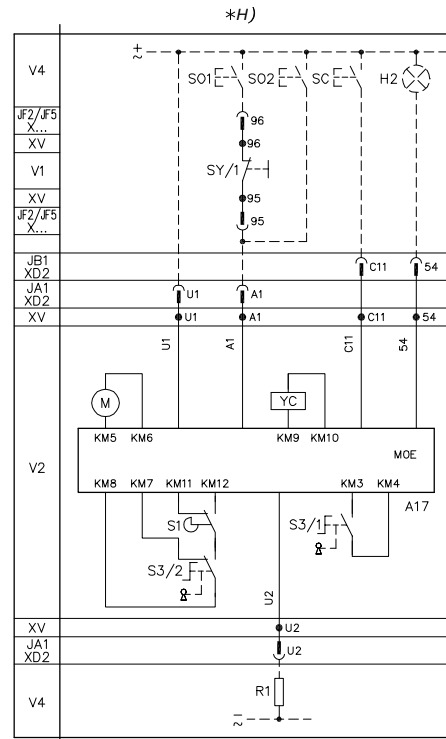 *H)
+
~
V4
SO1
SO2
SC
H2
JF2/JF5
X...
96
XV
96
V1
SY/1
XV
95
JF2/JF5
X...
95
JB1
XD2
C11
54
JA1
XD2
U1
A1
XV
U1
A1
C11
54
U1
A1
C11
54
M
YC
KM5
KM6
KM9
KM10
MOE
V2
KM8
KM7
KM11
KM12
KM3
KM4
A17
S1
S3/1
S3/2
U2
XV
U2
JA1
XD2
U2
V4
R1
–
~